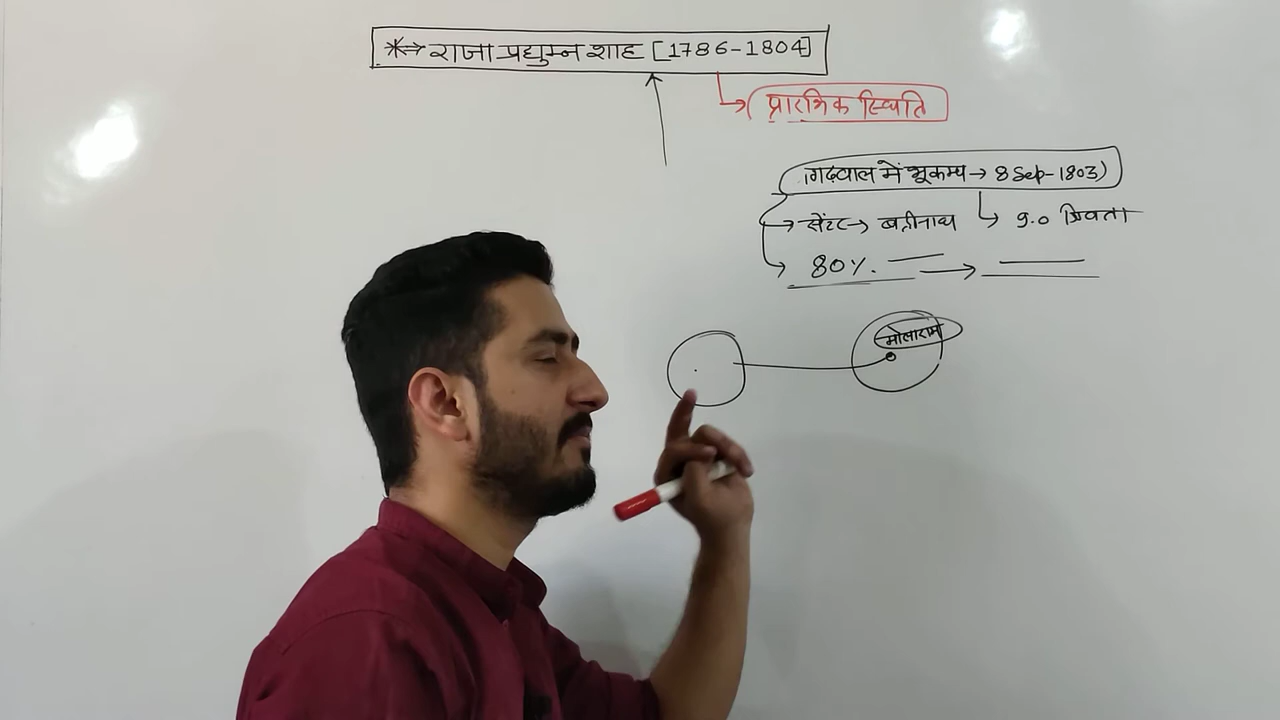 *⇒ राजा प्रद्युम्न शाह [1786-1804]
प्रारंभिक स्थिति
गढ़वाल में भूकम्प → 8 Sep-1803)
→ सेंटर → बद्रीनाथ
9.0 तीव्रता
80%. →
मोलाराम